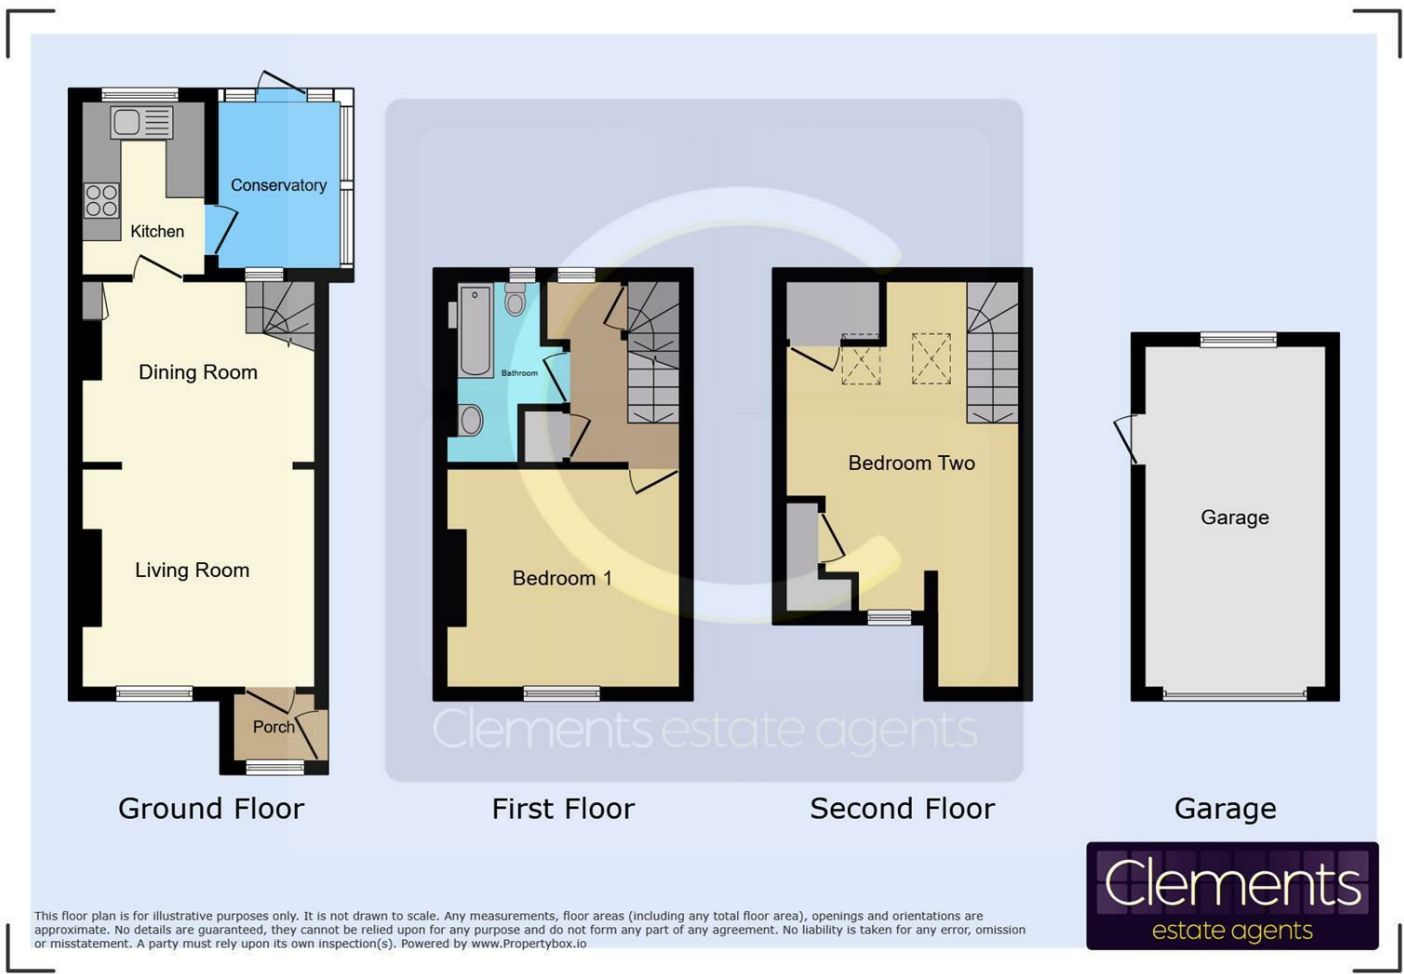 Conservatory
Kitchen
Dining Room
Living Room
Porch
Ground Floor
Bathroom
Bedroom 1
First Floor
Bedroom Two
Second Floor
Garage
Garage
Clements estate agents
Clements
estate agents
This floor plan is for illustrative purposes only. It is not drawn to scale. Any measurements, floor areas (including any total floor area), openings and orientations are
approximate. No details are guaranteed, they cannot be relied upon for any purpose and do not form any part of any agreement. No liability is taken for any error, omission
or misstatement. A party must rely upon its own inspection(s). Powered by www.Propertybox.io